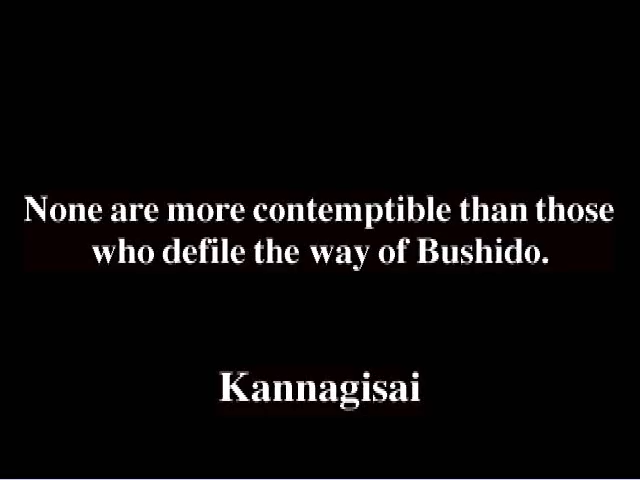 None are more contemptible than those
who defile the way of Bushido.
Kannagisai